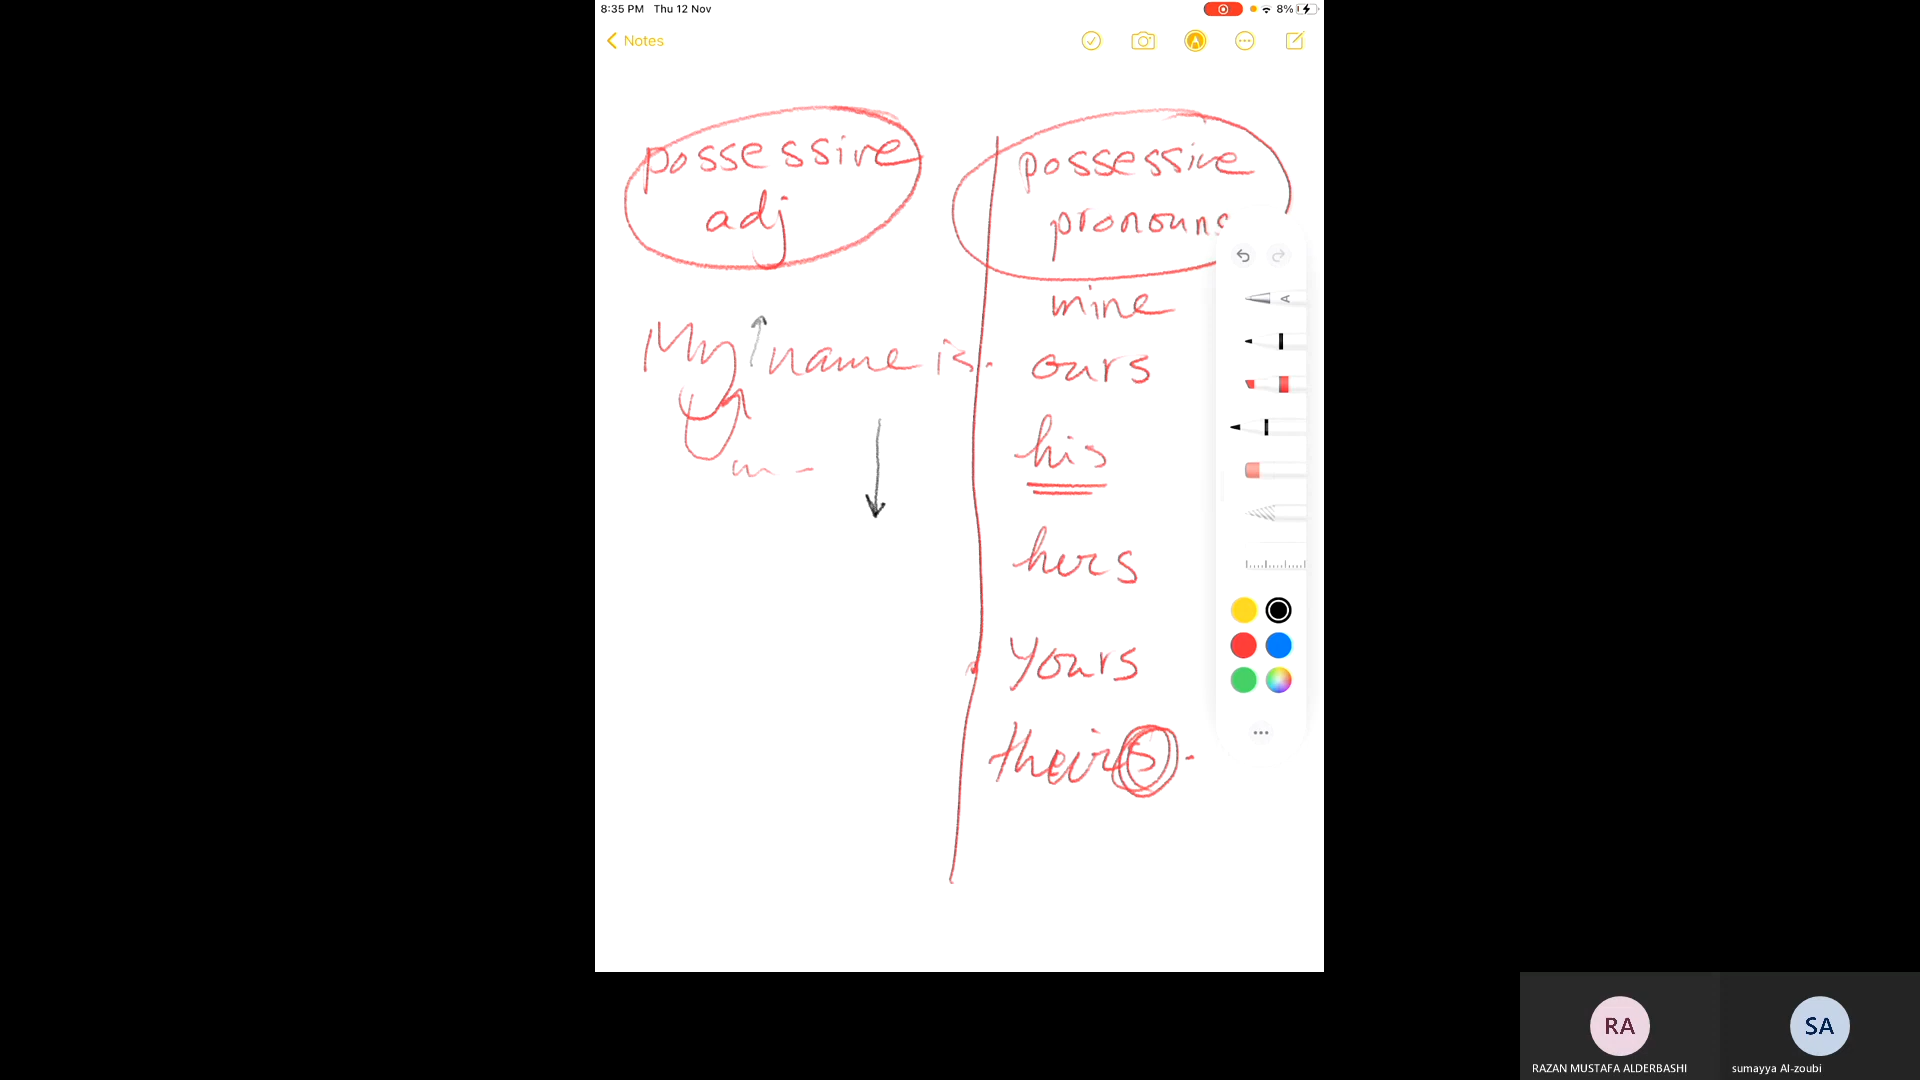 8:35 PM Thu 12 Nov
8%
Notes
possessive
adj
My name is.
possessive
pronouns
mine
ours
his
hers
yours
theirs.
RA
RAZAN MUSTAFA ALDERBASHI
SA
sumayya Al-zoubi